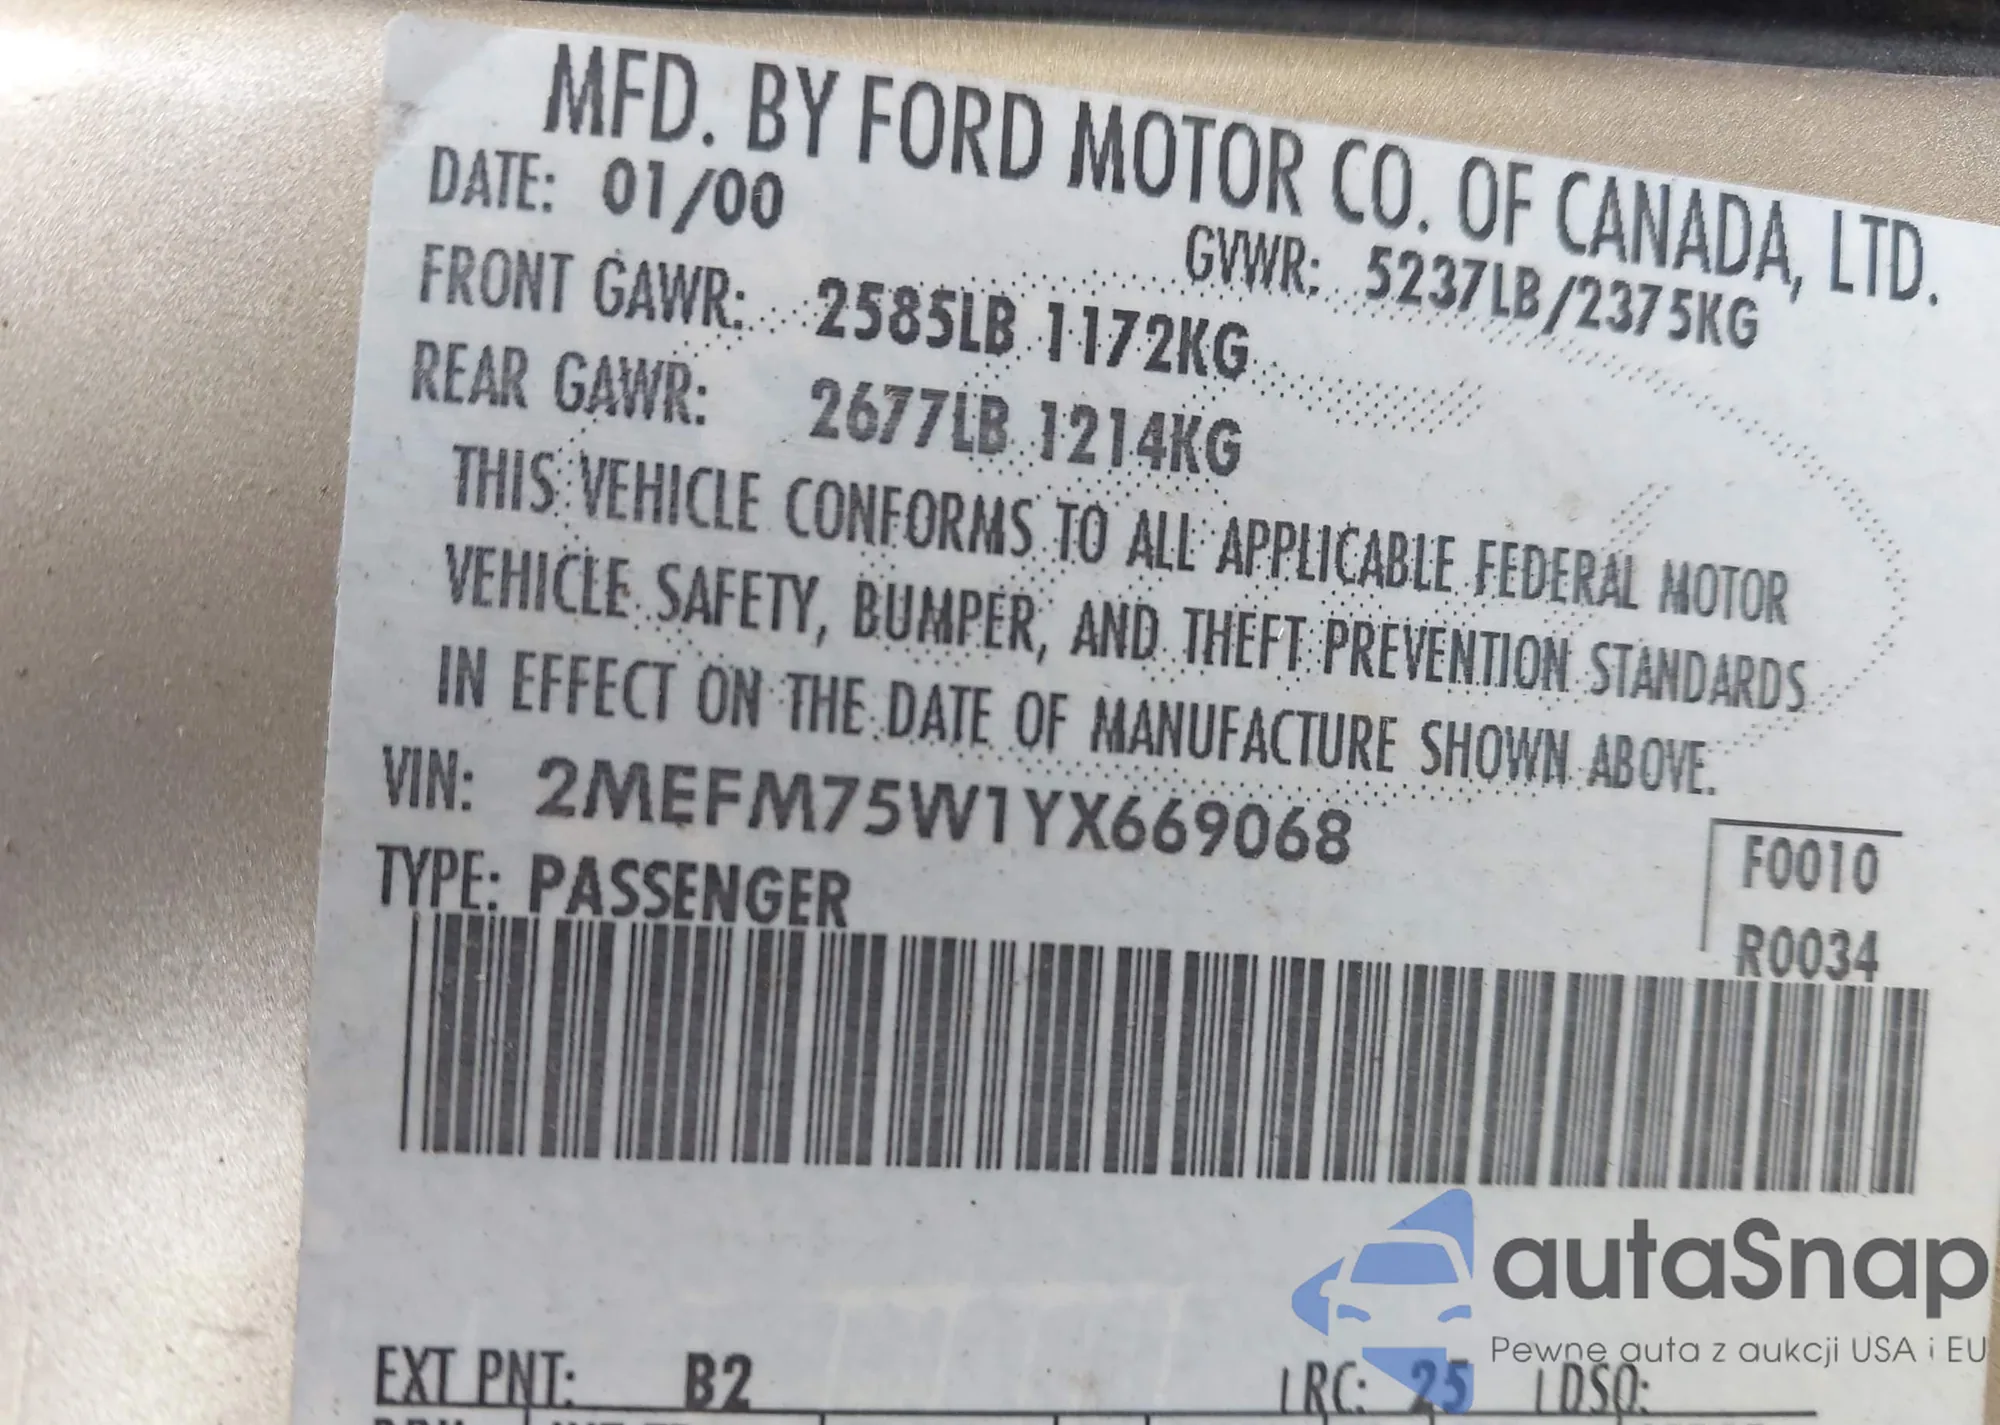 MFD. BY FORD MOTOR CO. OF CANADA, LTD.
DATE: 01/00
GVWR: 5237LB/2375KG
FRONT GAWR: 2585LB 1172KG
REAR GAWR: 2677LB 1214KG
THIS VEHICLE CONFORMS TO ALL APPLICABLE FEDERAL MOTOR
VEHICLE SAFETY, BUMPER, AND THEFT PREVENTION STANDARDS
IN EFFECT ON THE DATE OF MANUFACTURE SHOWN ABOVE.
VIN: 2MEFM75W1YX669068
F0010
TYPE: PASSENGER
R0034
autaSnap
Pewne auta z aukcji USA i EU
EXT PNT: B2 RC: 25 DSO: